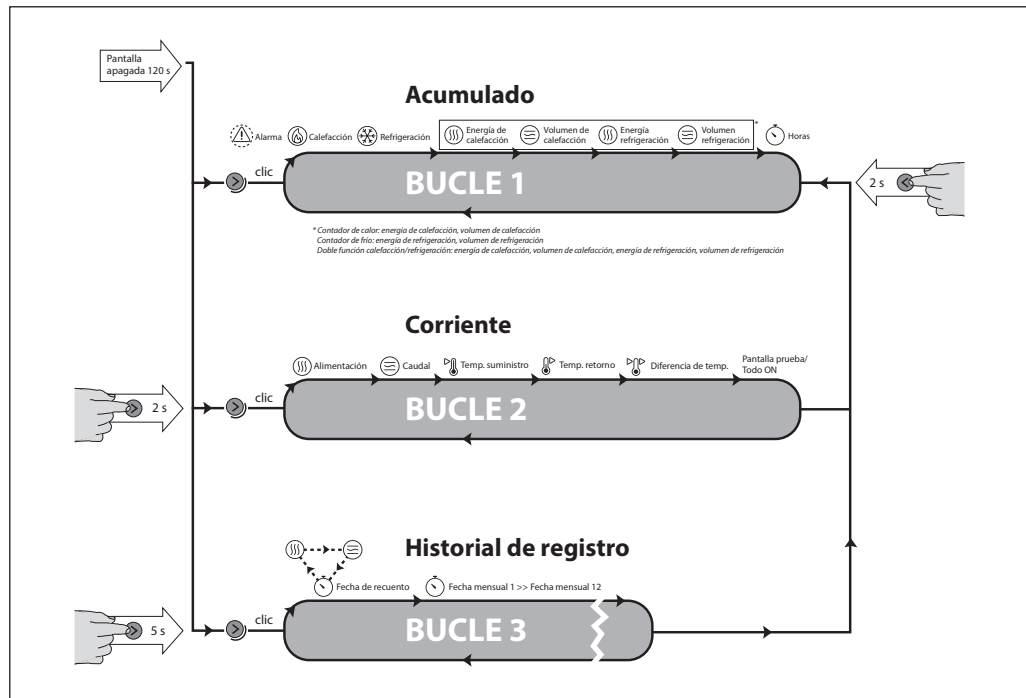 Pantalla
apagada 120 s
Acumulado
Alarma
Calefacción
Refrigeración
Energía de
calefacción
Volumen de
calefacción
Energía
refrigeración
Volumen
refrigeración
*
Horas
clic
BUCLE 1
2 s
* Contador de calor: energía de calefacción, volumen de calefacción
Contador de frío: energía de refrigeración, volumen de refrigeración
Doble función calefacción/refrigeración: energía de calefacción, volumen de calefacción, energía de refrigeración, volumen de refrigeración
Corriente
Alimentación
Caudal
Temp. suministro
Temp. retorno
Diferencia de temp.
Pantalla prueba/
Todo ON
2 s
clic
BUCLE 2
Historial de registro
Fecha de recuento
Fecha mensual 1 >> Fecha mensual 12
5 s
clic
BUCLE 3